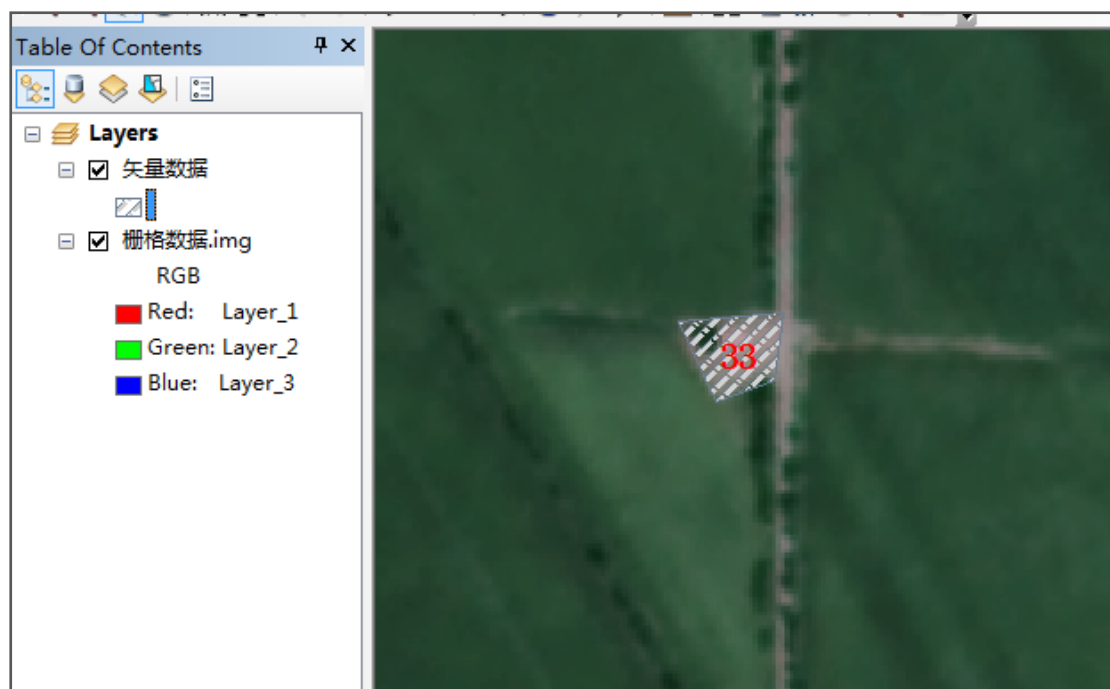 Table Of Contents
Layers
矢量数据
栅格数据.img
RGB
Red: Layer_1
Green: Layer_2
Blue: Layer_3
33